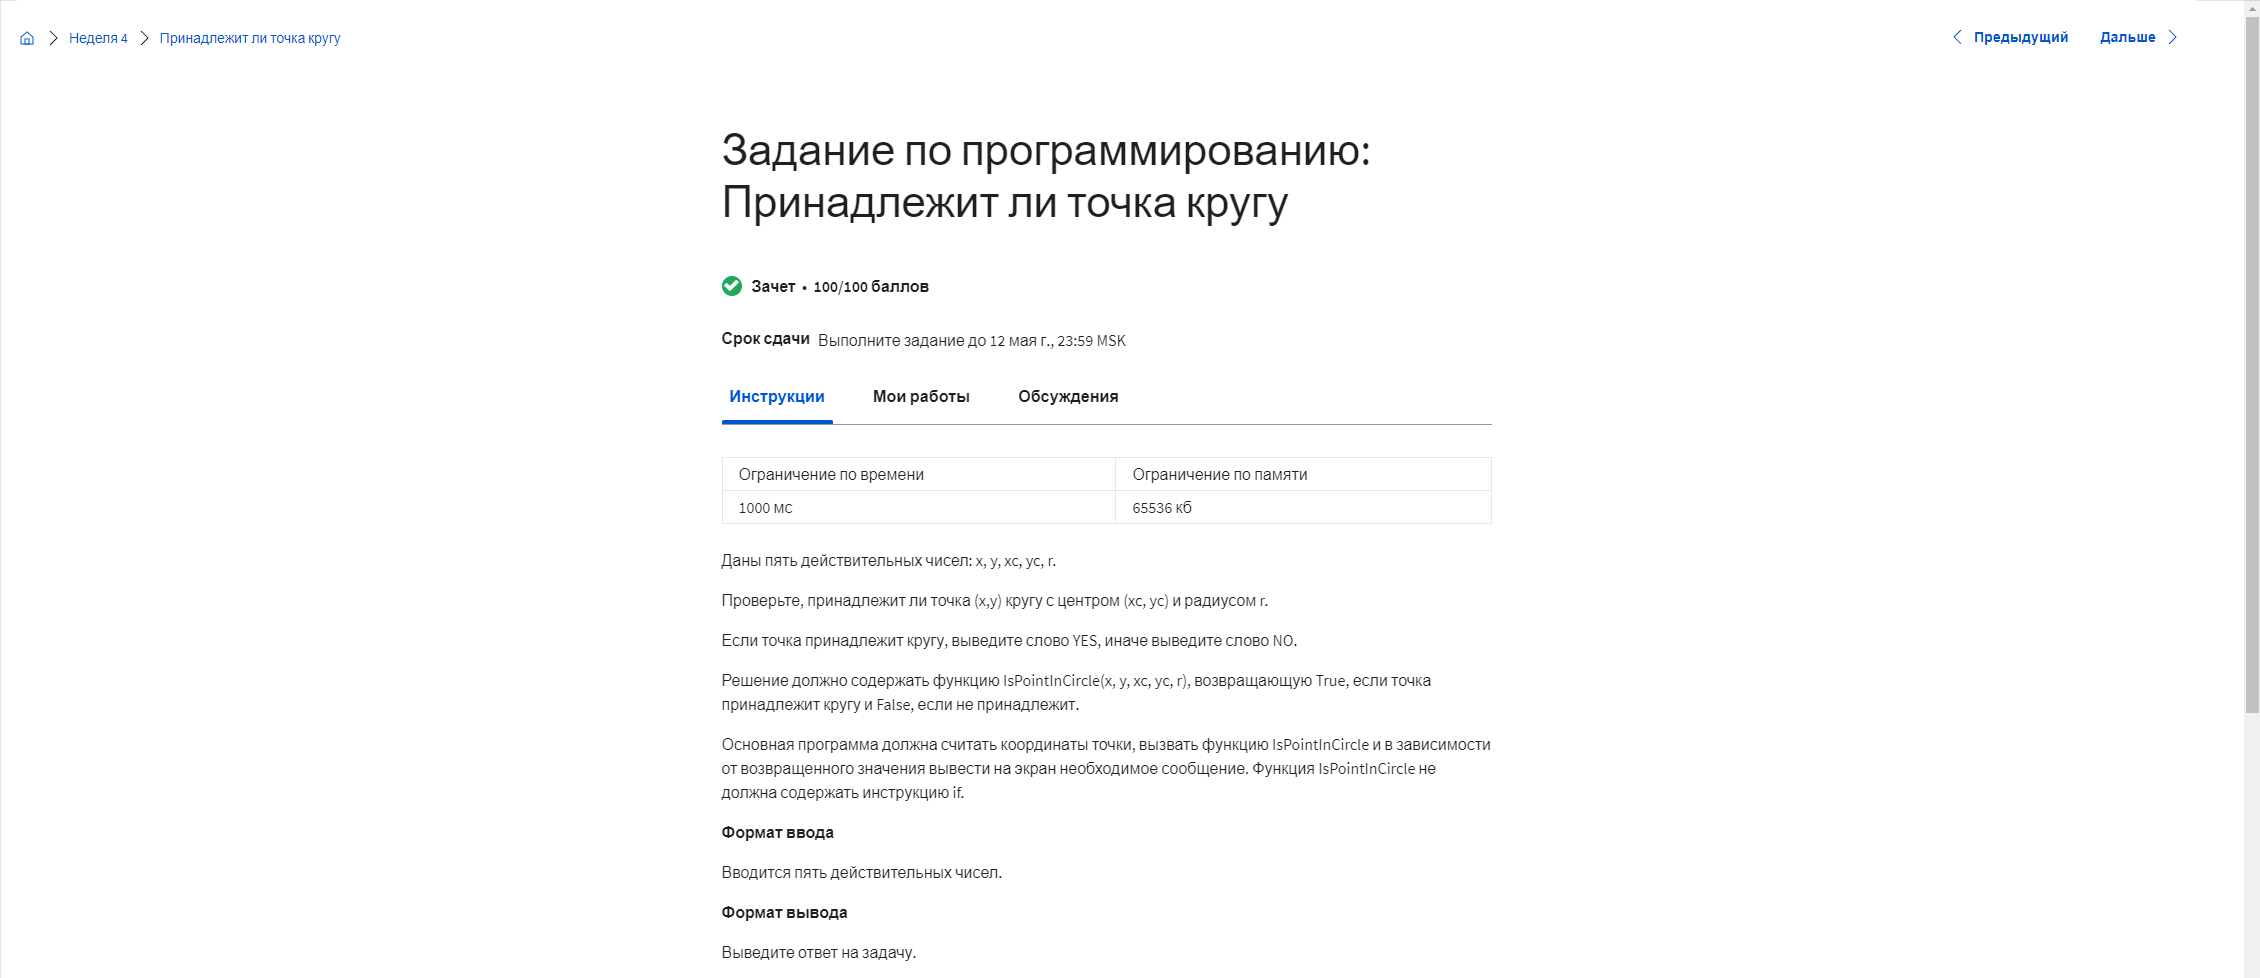 Неделя 4 Принадлежит ли точка кругу
Предыдущий Дальше
Задание по программированию:
Принадлежит ли точка кругу
Зачет • 100/100 баллов
Срок сдачи Выполните задание до 12 мая г., 23:59 MSK
Инструкции Мои работы Обсуждения
Ограничение по времени Ограничение по памяти
1000 мс 65536 кб
Даны пять действительных чисел: x, y, xc, yc, r.
Проверьте, принадлежит ли точка (x,y) кругу с центром (xc, yc) и радиусом r.
Если точка принадлежит кругу, выведите слово YES, иначе выведите слово NO.
Решение должно содержать функцию IsPointInCircle(x, y, xc, yc, r), возвращающую True, если точка
принадлежит кругу и False, если не принадлежит.
Основная программа должна считать координаты точки, вызвать функцию IsPointInCircle и в зависимости
от возвращенного значения вывести на экран необходимое сообщение. Функция IsPointInCircle не
должна содержать инструкцию if.
Формат ввода
Вводится пять действительных чисел.
Формат вывода
Выведите ответ на задачу.